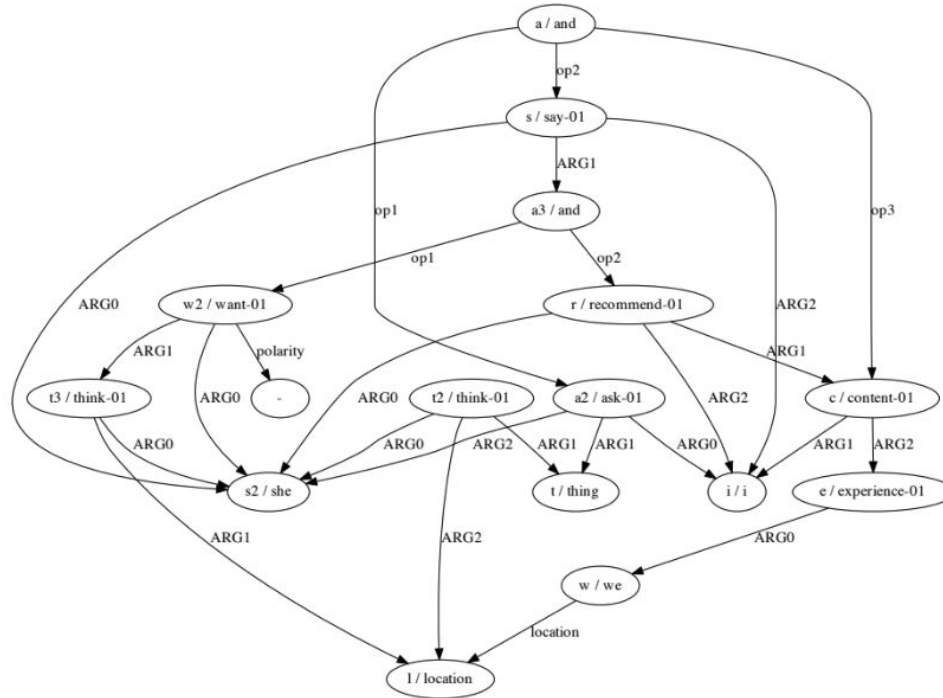 a / and
op2
s / say-01
ARG1
op1
a3 / and
op3
op1
op2
ARG0
w2 / want-01
r / recommend-01
ARG2
ARG1
polarity
ARG1
t3 / think-01
ARG0
-
ARG0
t2 / think-01
a2 / ask-01
ARG2
c / content-01
ARG0
ARG0
ARG2
ARG1
ARG1
ARG0
ARG1
ARG2
s2 / she
t / thing
i / i
e / experience-01
ARG1
ARG2
ARG0
w / we
location
l / location